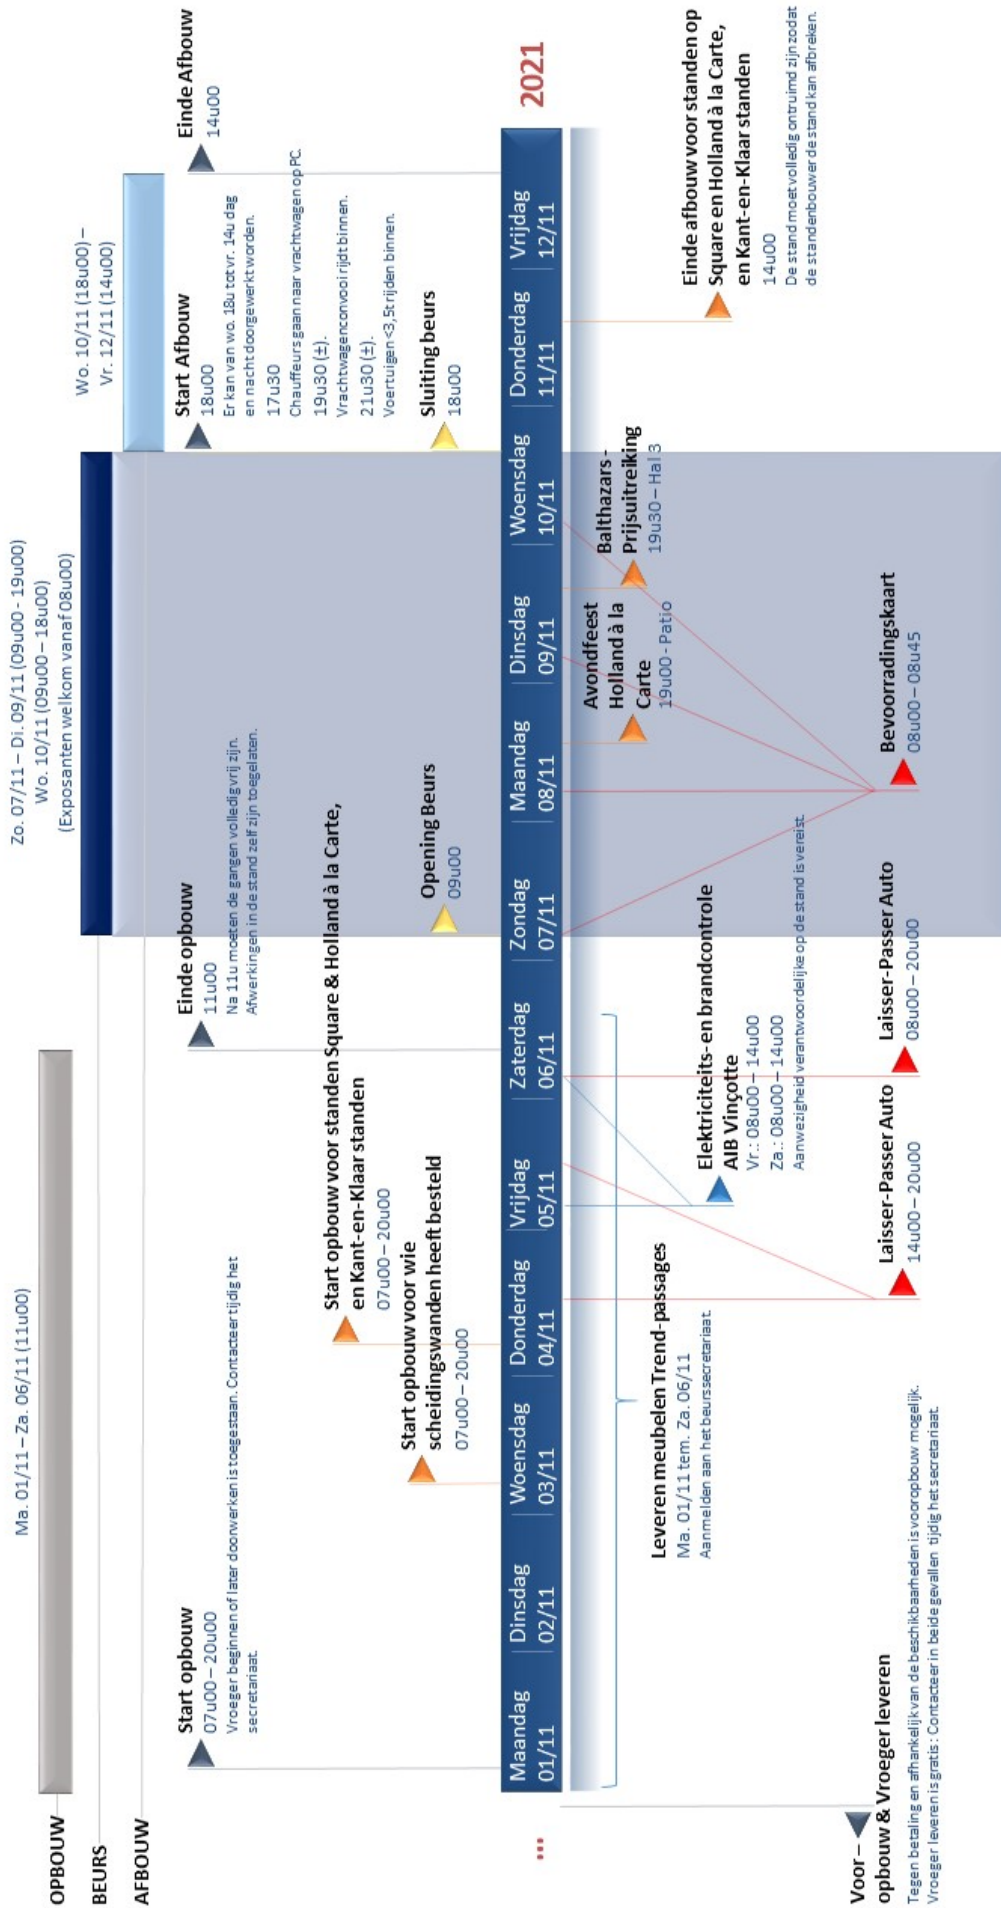 OPBOUW
Ma. 01/11 – Za. 06/11 (11u00)
BEURS
Zo. 07/11 – Di. 09/11 (09u00 - 19u00)
Wo. 10/11 (09u00 – 18u00)
(Exposanten welkom vanaf 08u00)
AFBOUW
Wo. 10/11 (18u00) –
Vr. 12/11 (14u00)
Start opbouw
07u00 – 20u00
Vroeger beginnen of later doorwerken is toegestaan. Contacteer tijdig het
secretariaat.
Einde opbouw
11u00
Na 11u moeten de gangen volledig vrij zijn.
Afwerkingen in de stand zelf zijn toegelaten.
Start Afbouw
18u00
Er kan van wo. 18u tot vr. 14u dag
en nacht doorgewerkt worden.
17u30
Chauffeurs gaan naar vrachtwagen op PC.
19u30 (±).
Vrachtwagenconvooi rijdt binnen.
21u30 (±).
Voertuigen <3,5t rijden binnen.
Einde Afbouw
14u00
Start opbouw voor standen Square & Holland à la Carte,
en Kant-en-Klaar standen
07u00 – 20u00
Start opbouw voor wie
scheidingswanden heeft besteld
07u00 – 20u00
Opening Beurs
09u00
Sluiting beurs
18u00
...
Maandag
01/11
Dinsdag
02/11
Woensdag
03/11
Donderdag
04/11
Vrijdag
05/11
Zaterdag
06/11
Zondag
07/11
Maandag
08/11
Dinsdag
09/11
Woensdag
10/11
Donderdag
11/11
Vrijdag
12/11
2021
Avondfeest
Holland à la
Carte
19u00 - Patio
Balthazars -
Prijsuitreiking
19u30 – Hal 3
Leveren meubelen Trend-passages
Ma. 01/11 tem. Za. 06/11
Aanmelden aan het beurssecretariaat.
Elektriciteits- en brandcontrole
AIB Vinçotte
Vr.: 08u00 – 14u00
Za.: 08u00 – 14u00
Aanwezigheid verantwoordelijke op de stand is vereist.
Einde afbouw voor standen op
Square en Holland à la Carte,
en Kant-en-Klaar standen
14u00
De stand moet volledig ontruimd zijn zodat
de standenbouwer de stand kan afbreken.
Voor –
opbouw & Vroeger leveren
Tegen betaling en afhankelijk van de beschikbaarheden is vooropbouw mogelijk.
Vroeger leveren is gratis: Contacteer in beide gevallen tijdig het secretariaat.
Laisser-Passer Auto
14u00 – 20u00
Laisser-Passer Auto
08u00 – 20u00
Bevoorradingskaart
08u00 – 08u45